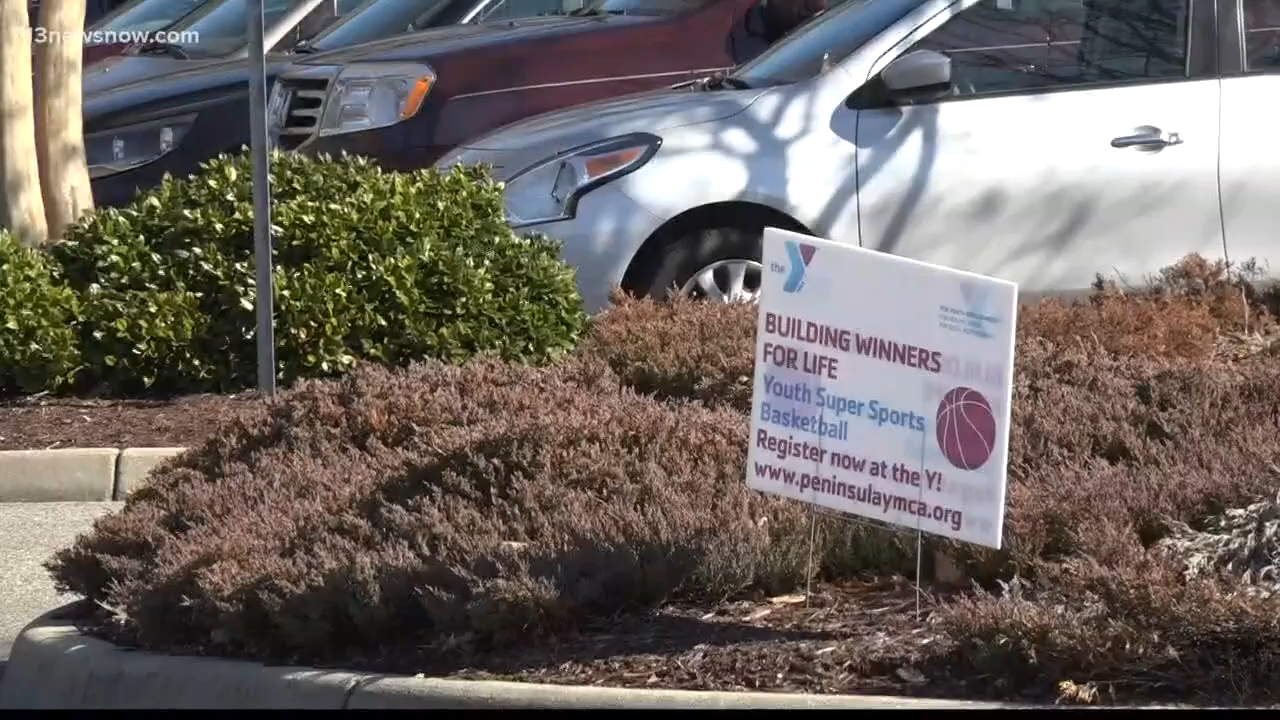 13newsnow.com
the
BUILDING WINNERS
FOR LIFE
Youth Super Sports
Basketball
Register now at the Y!
www.peninsulaymca.org